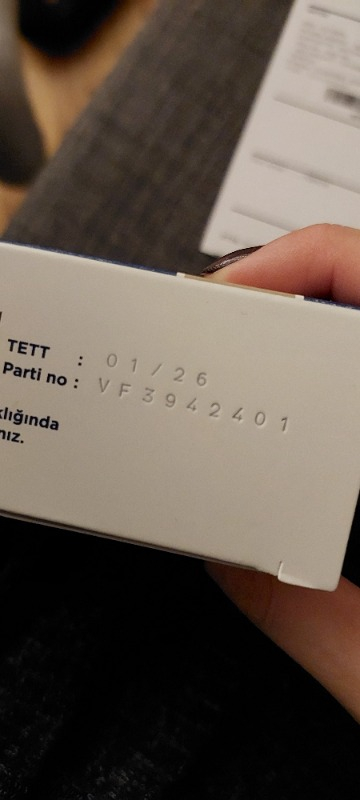 TETT : 01/26
Parti no : VF3942401
klığında
nız.